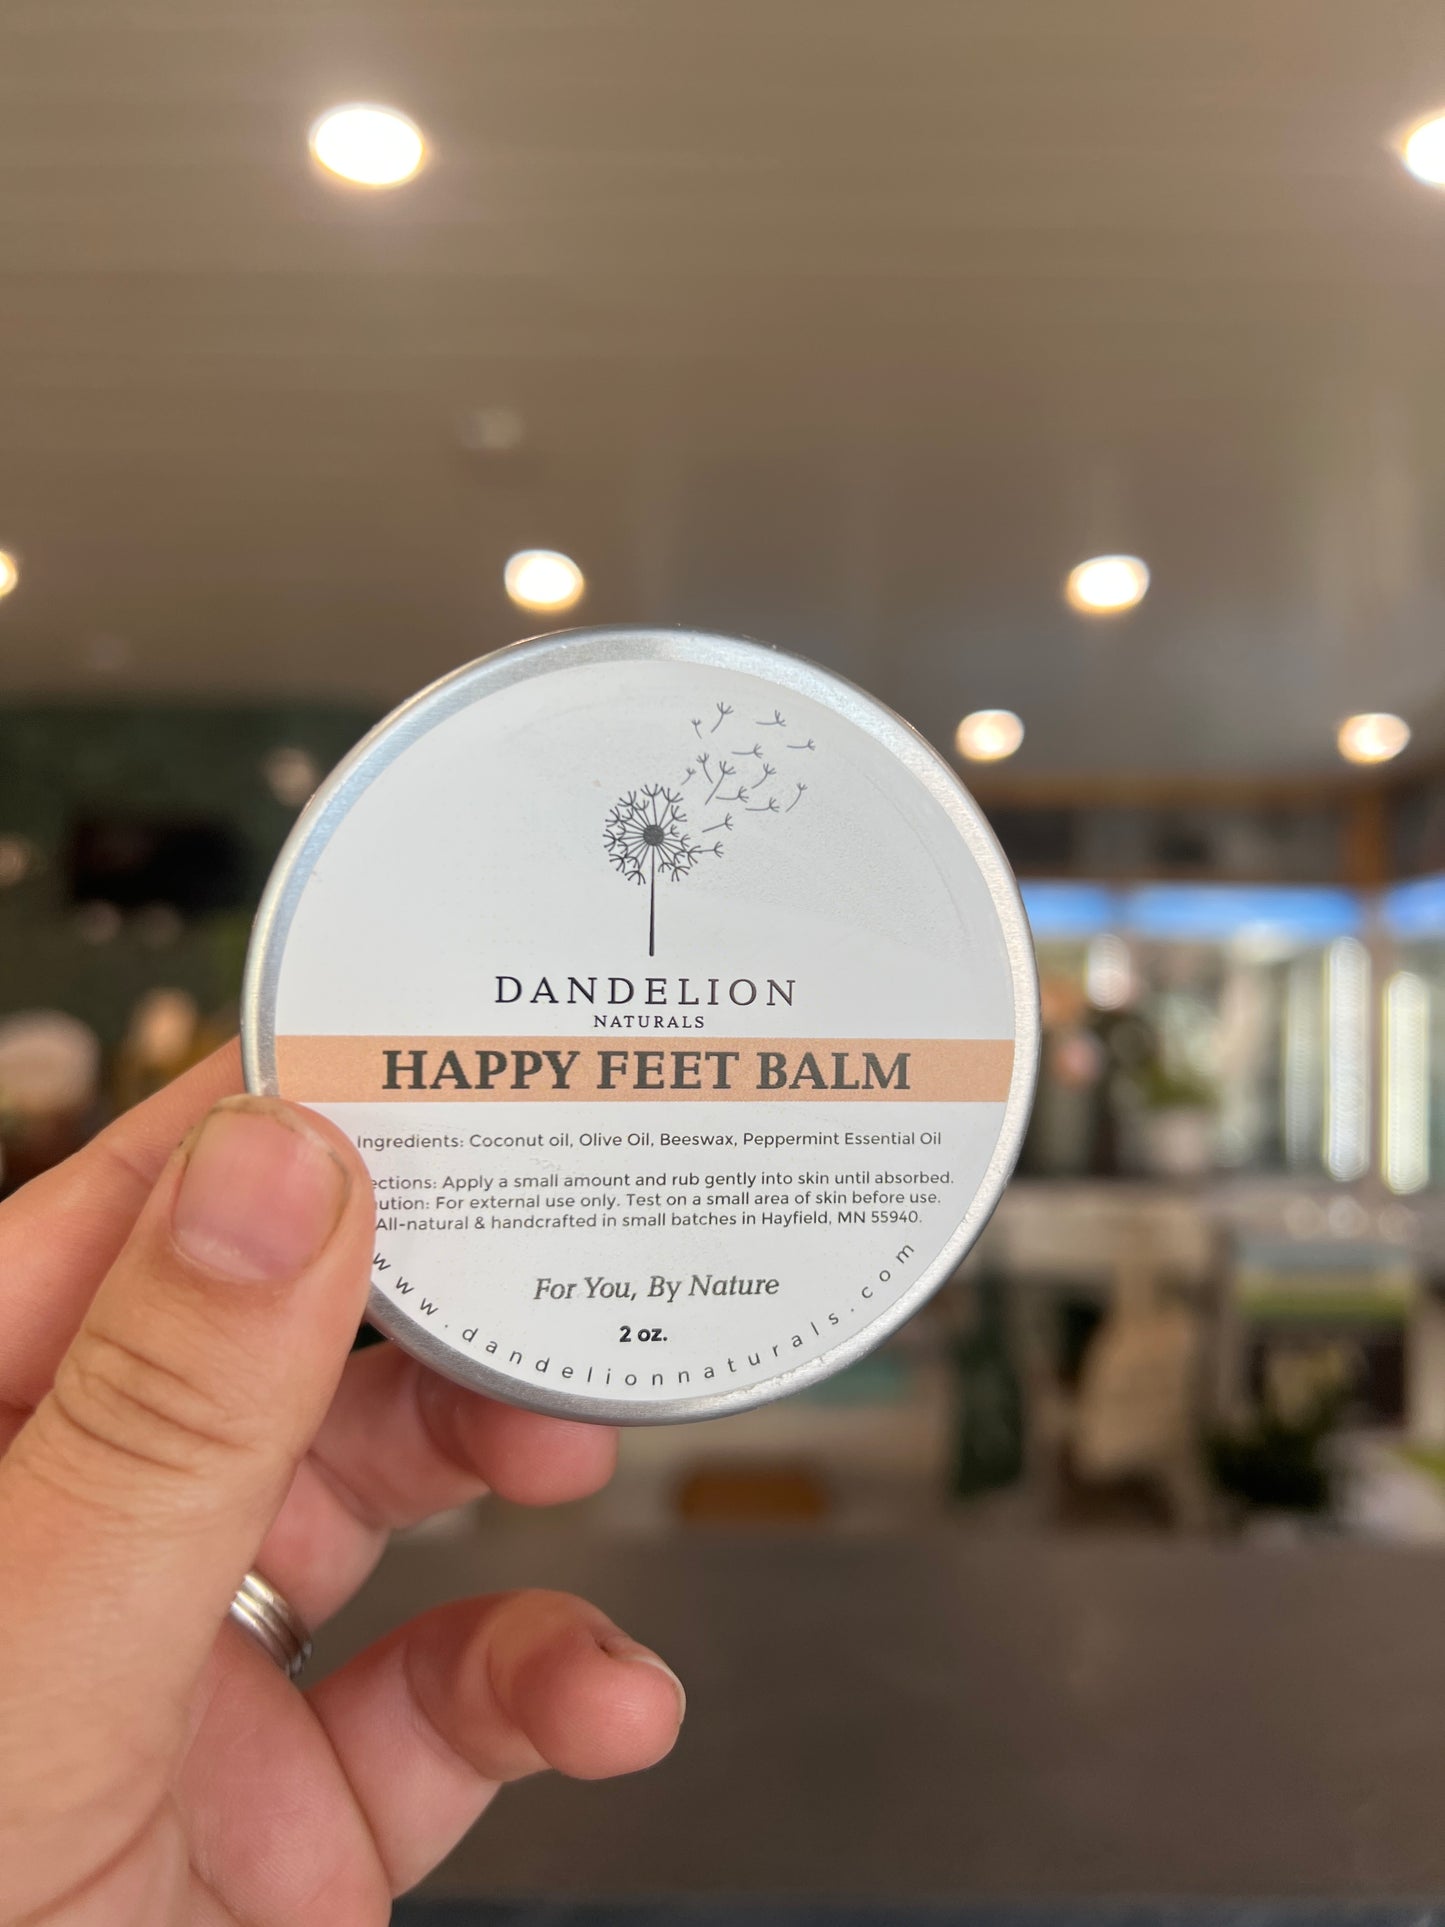 DANDELION
NATURALS
HAPPY FEET BALM
Ingredients: Coconut oil, Olive Oil, Beeswax, Peppermint Essential Oil
ections: Apply a small amount and rub gently into skin until absorbed.
ution: For external use only. Test on a small area of skin before use.
All-natural & handcrafted in small batches in Hayfield, MN 55940.
For You, By Nature
2 oz.
www.dandelionnaturals.com